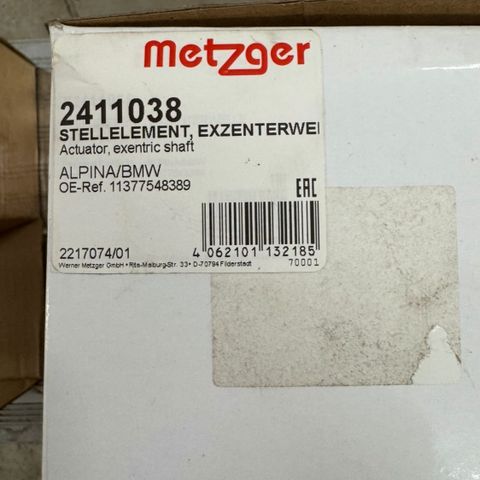 metzger
2411038
STELLELEMENT, EXZENTERWEI
Actuator, exentric shaft
ALPINA/BMW
OE-Ref. 11377548389
EAC
4 062101 132185
2217074/01
70001
Werner Metzger GmbH • Rita-Maiburg-Str. 33 • D-70794 Filderstadt